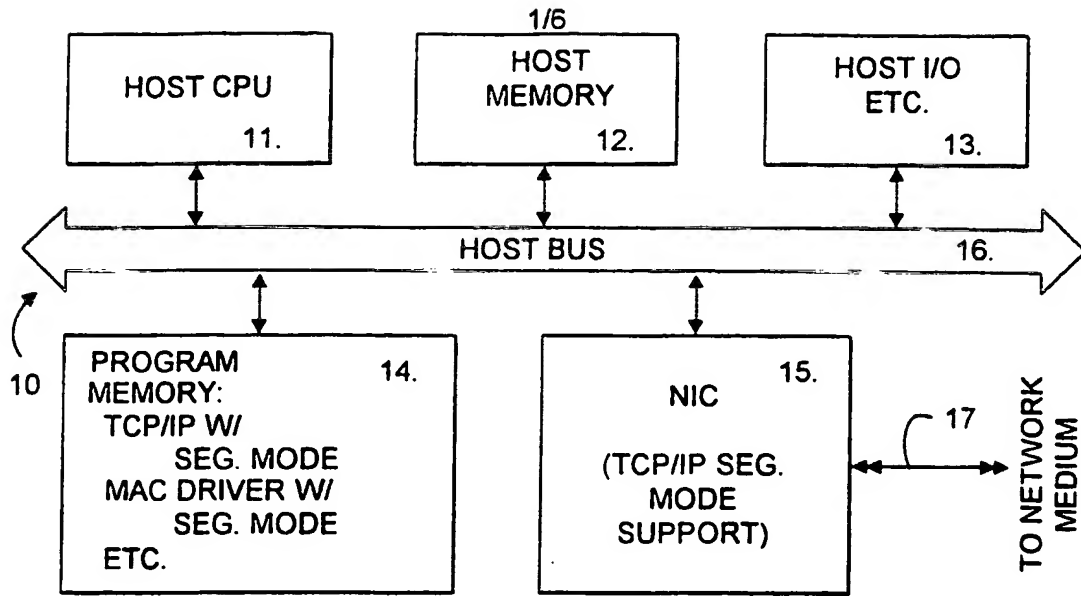 1/6
HOST CPU
11.
HOST
MEMORY
12.
HOST I/O
ETC.
13.
HOST BUS
16.
10
PROGRAM
MEMORY:
TCP/IP W/
SEG. MODE
MAC DRIVER W/
SEG. MODE
ETC.
14.
15.
NIC
(TCP/IP SEG.
MODE
SUPPORT)
17
TO NETWORK
MEDIUM